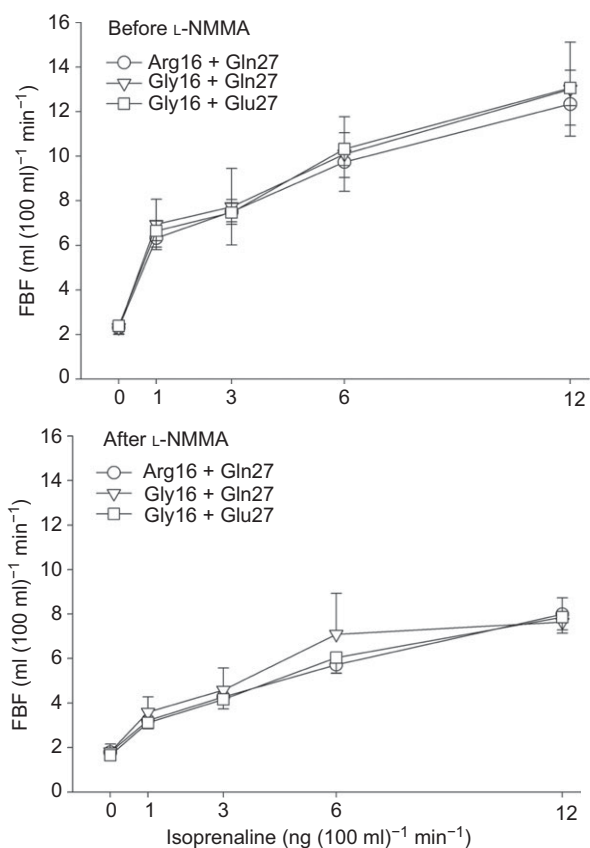 16
Before L-NMMA
14
Arg16 + Gln27
Gly16 + Gln27
Gly16 + Glu27
12
10
8
6
4
2
0
FBF (ml (100 ml)⁻¹ min⁻¹)
0 1 3 6 12
16
After L-NMMA
14
Arg16 + Gln27
Gly16 + Gln27
Gly16 + Glu27
12
10
8
6
4
2
0
FBF (ml (100 ml)⁻¹ min⁻¹)
0 1 3 6 12
Isoprenaline (ng (100 ml)⁻¹ min⁻¹)